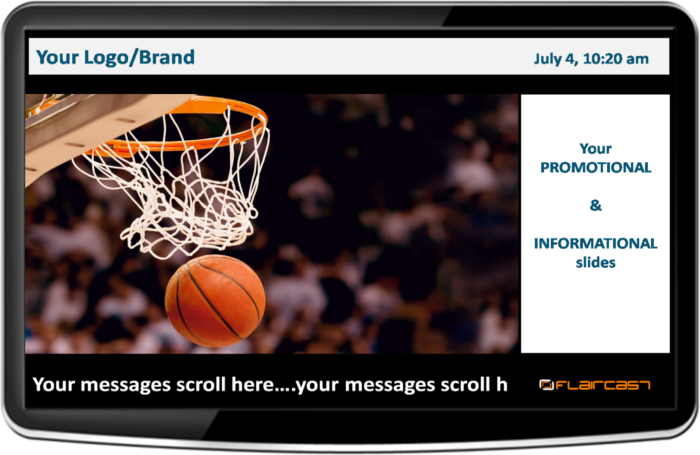 Your Logo/Brand
July 4, 10:20 am
Your
PROMOTIONAL
&
INFORMATIONAL
slides
Your messages scroll here....your messages scroll h
FLAIRCAST